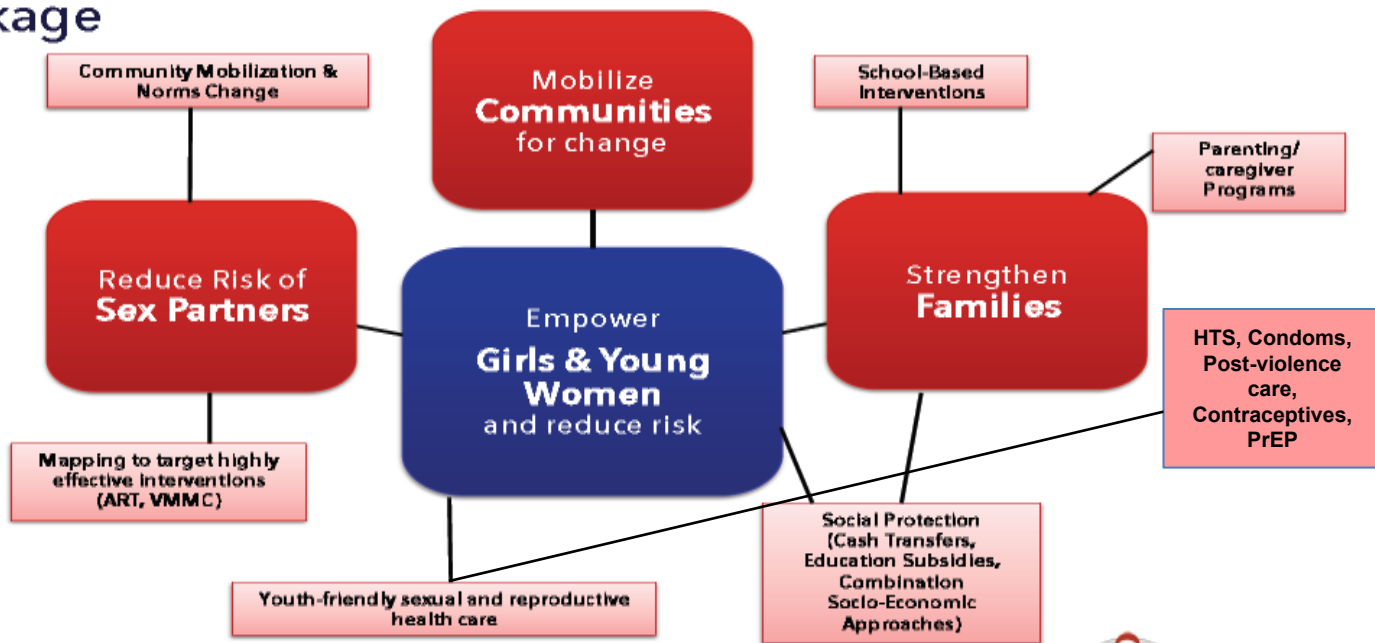 Community Mobilization &
Norms Change
Mobilize
Communities
for change
School-Based
Interventions
Parenting/
caregiver
Programs
Reduce Risk of
Sex Partners
Empower
Girls & Young
Women
and reduce risk
Strengthen
Families
HTS, Condoms,
Post-violence
care,
Contraceptives,
PrEP
Mapping to target highly
effective interventions
(ART, VMMC)
Social Protection
(Cash Transfers,
Education Subsidies,
Combination
Socio-Economic
Approaches)
Youth-friendly sexual and reproductive
health care